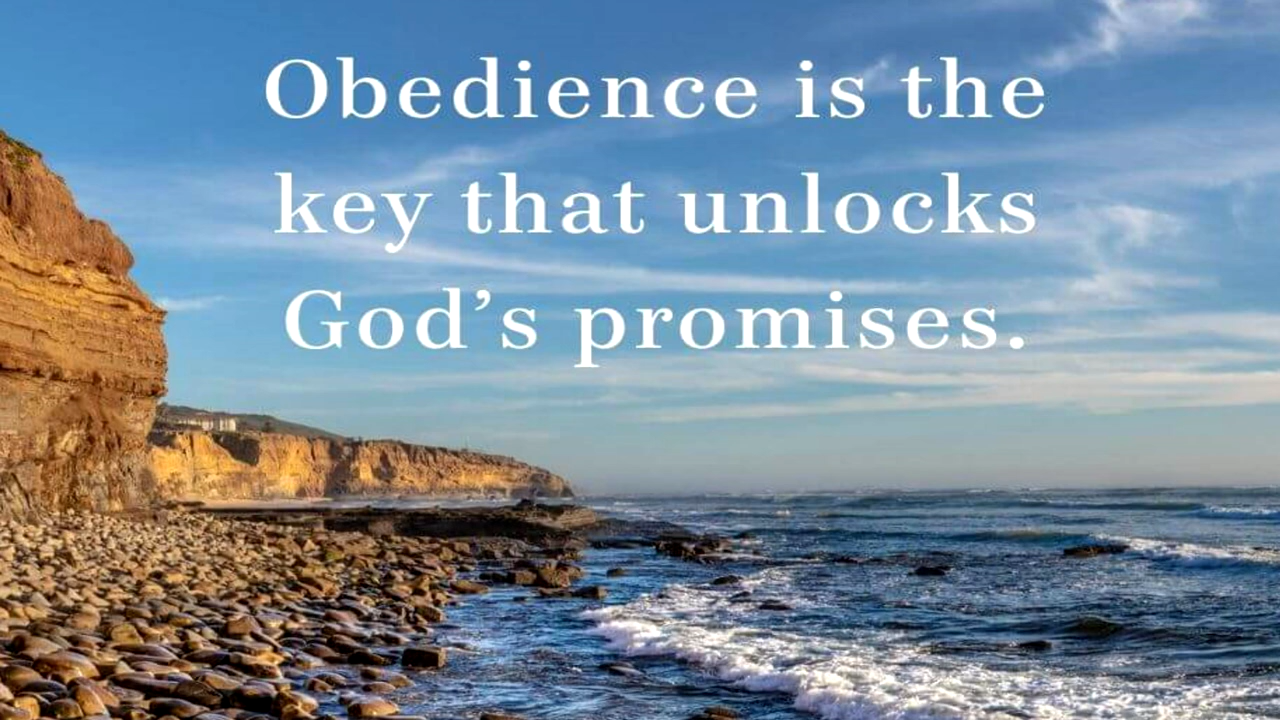 Obedience is the
key that unlocks
God’s promises.